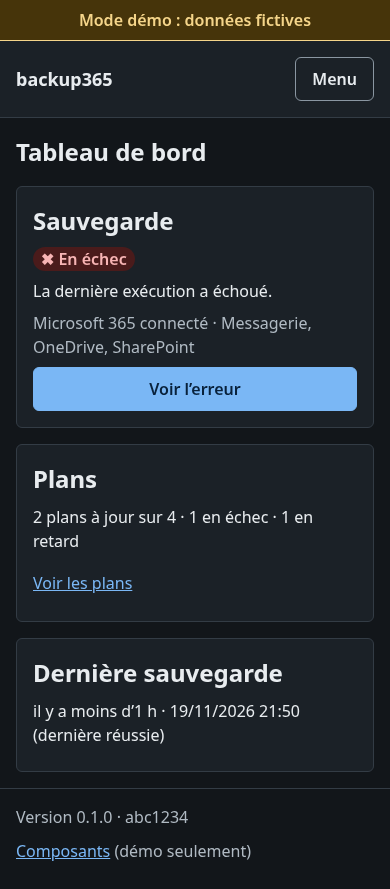 Mode démo : données fictives
backup365
Menu
Tableau de bord
Sauvegarde
✖ En échec
La dernière exécution a échoué.
Microsoft 365 connecté · Messagerie,
OneDrive, SharePoint
Voir l’erreur
Plans
2 plans à jour sur 4 · 1 en échec · 1 en
retard
Voir les plans
Dernière sauvegarde
il y a moins d’1 h · 19/11/2026 21:50
(dernière réussie)
Version 0.1.0 · abc1234
Composants (démo seulement)